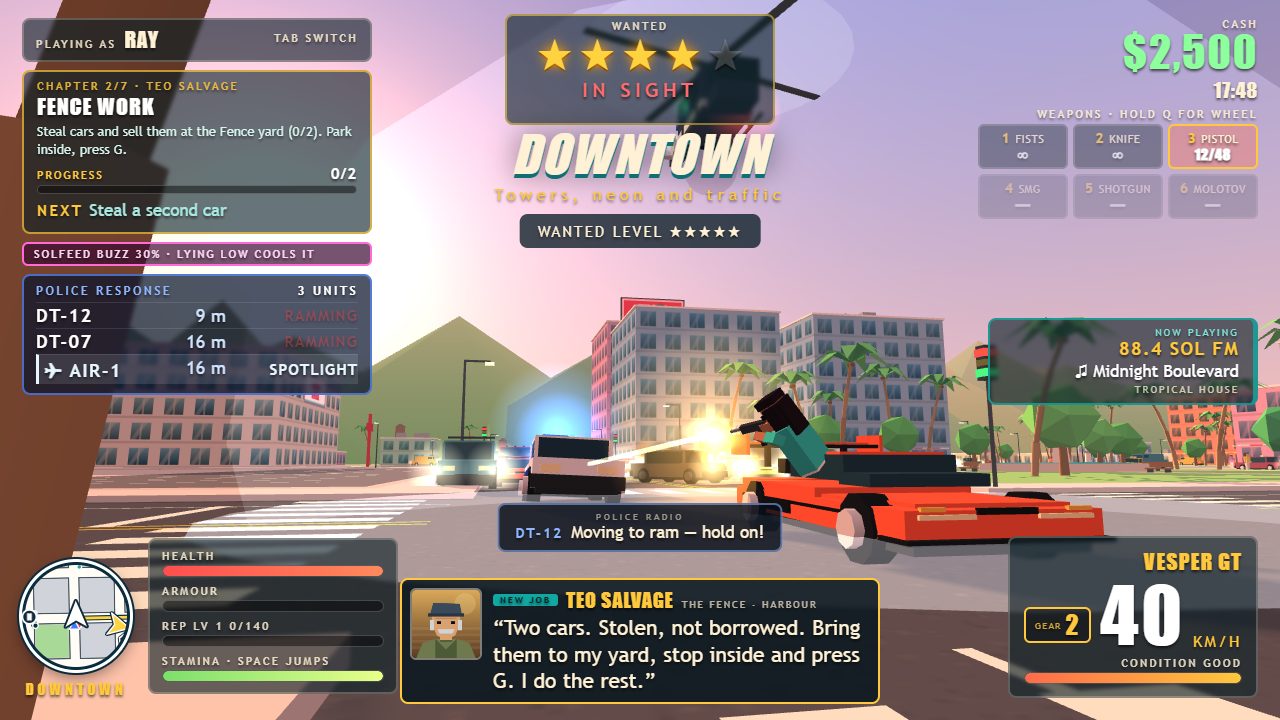 PLAYING AS RAY
TAB SWITCH
CHAPTER 2/7 · TEO SALVAGE
FENCE WORK
Steal cars and sell them at the Fence yard (0/2). Park
inside, press G.
PROGRESS 0/2
NEXT Steal a second car
SOLFEED BUZZ 30% · LYING LOW COOLS IT
POLICE RESPONSE 3 UNITS
DT-12 9 m RAMMING
DT-07 16 m RAMMING
AIR-1 16 m SPOTLIGHT
WANTED
IN SIGHT
DOWNTOWN
Towers, neon and traffic
WANTED LEVEL ★★★★★
CASH
$2,500
17:48
WEAPONS · HOLD Q FOR WHEEL
1 FISTS
∞
2 KNIFE
∞
3 PISTOL
12/48
4 SMG
—
5 SHOTGUN
—
6 MOLOTOV
—
NOW PLAYING
88.4 SOL FM
♫ Midnight Boulevard
TROPICAL HOUSE
POLICE RADIO
DT-12 Moving to ram — hold on!
HEALTH
ARMOUR
REP LV 1 0/140
STAMINA · SPACE JUMPS
DOWNTOWN
NEW JOB TEO SALVAGE THE FENCE · HARBOUR
“Two cars. Stolen, not borrowed. Bring
them to my yard, stop inside and press
G. I do the rest.”
VESPER GT
GEAR 2 40 KM/H
CONDITION GOOD